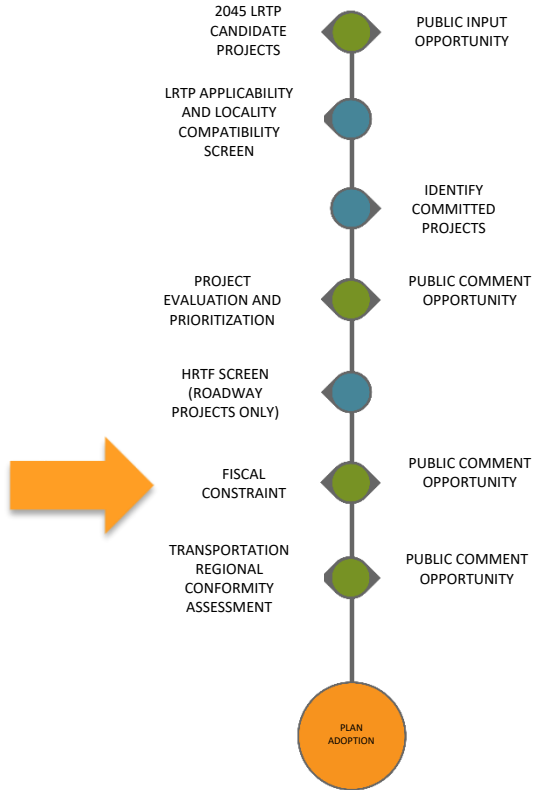 2045 LRTP
CANDIDATE
PROJECTS
PUBLIC INPUT
OPPORTUNITY
LRTP APPLICABILITY
AND LOCALITY
COMPATIBILITY
SCREEN
IDENTIFY
COMMITTED
PROJECTS
PROJECT
EVALUATION AND
PRIORITIZATION
PUBLIC COMMENT
OPPORTUNITY
HRTF SCREEN
(ROADWAY
PROJECTS ONLY)
FISCAL
CONSTRAINT
PUBLIC COMMENT
OPPORTUNITY
TRANSPORTATION
REGIONAL
CONFORMITY
ASSESSMENT
PUBLIC COMMENT
OPPORTUNITY
PLAN
ADOPTION